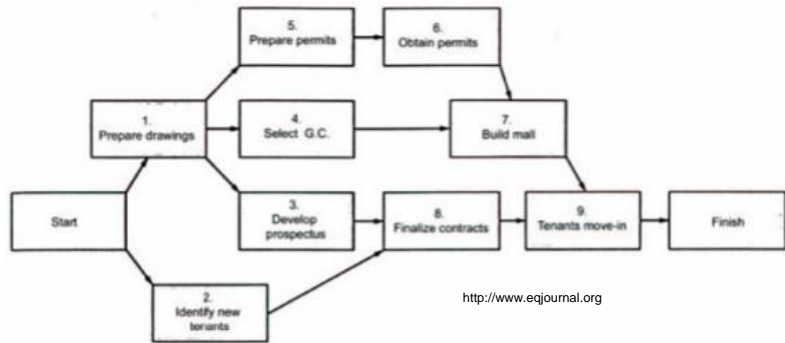 5.
Prepare permits
6.
Obtain permits
1.
Prepare drawings
4.
Select G.C.
7.
Build mall
Start
3.
Develop
prospectus
8.
Finalize contracts
9.
Tenants move-in
Finish
2.
Identify new
tenants
http://www.eqjournal.org